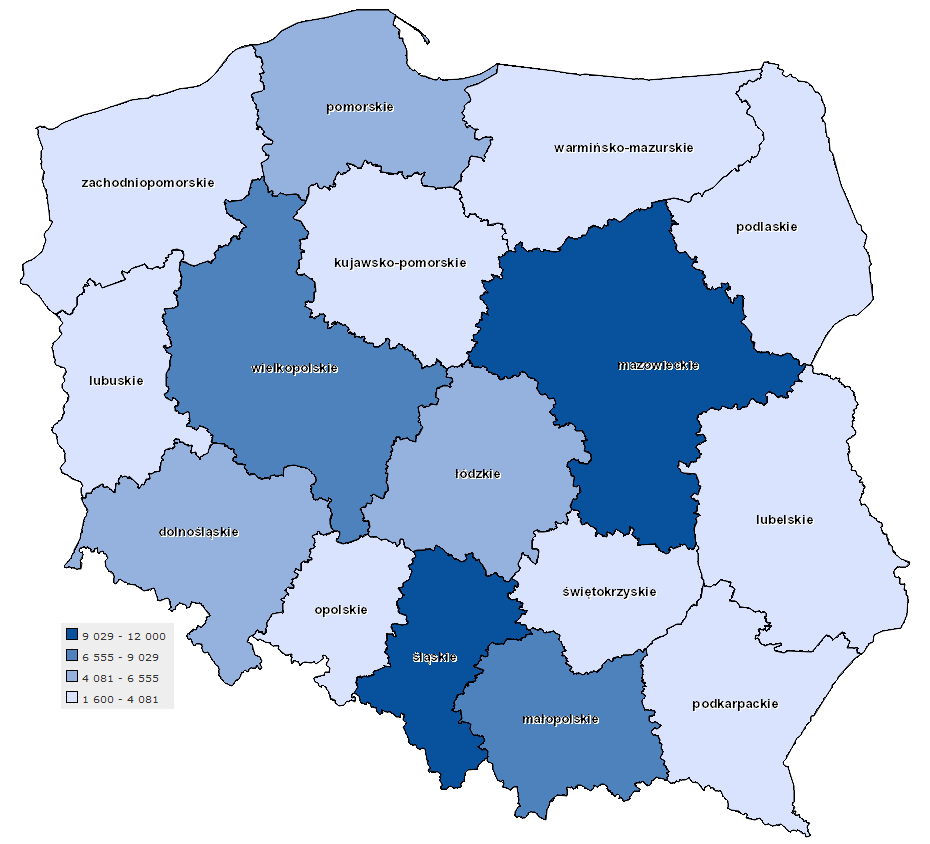 pomorskie
warmińsko-mazurskie
zachodniopomorskie
podlaskie
kujawsko-pomorskie
mazowieckie
wielkopolskie
lubuskie
łódzkie
lubelskie
dolnośląskie
świętokrzyskie
opolskie
śląskie
podkarpackie
małopolskie
9 029 - 12 000
6 555 - 9 029
4 081 - 6 555
1 600 - 4 081